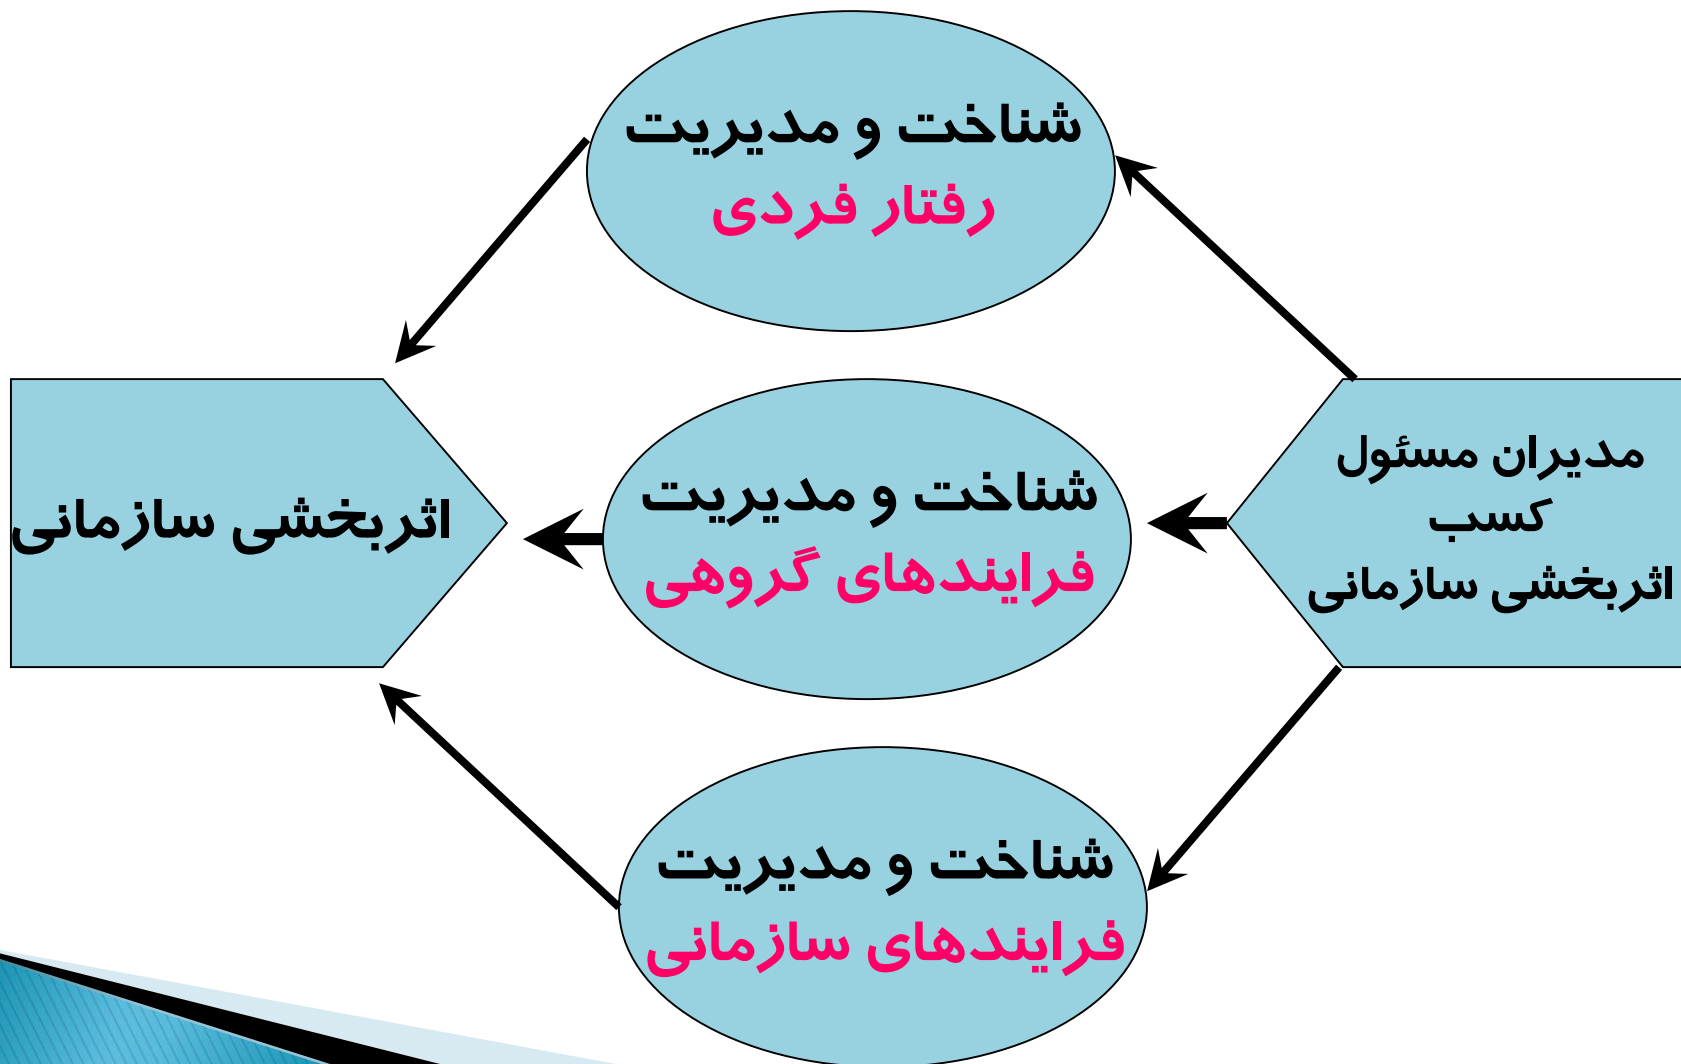 شناخت و مدیریت
رفتار فردی
مدیران مسئول
کسب
اثربخشی سازمانی
شناخت و مدیریت
فرایندهای گروهی
اثربخشی سازمانی
شناخت و مدیریت
فرایندهای سازمانی